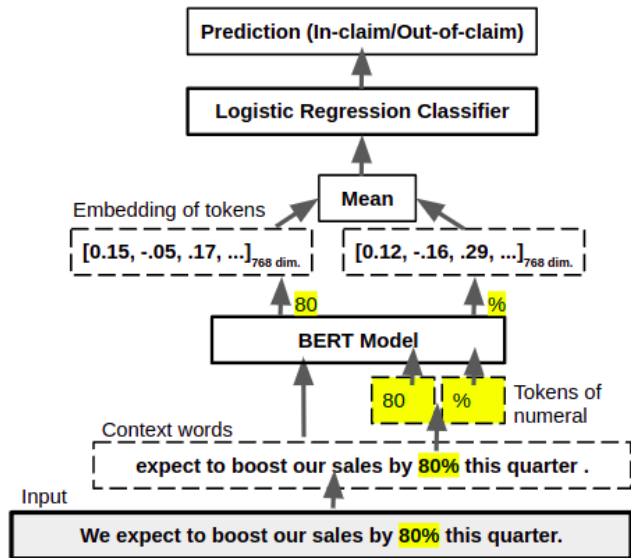 Prediction (In-claim/Out-of-claim)
Logistic Regression Classifier
Mean
Embedding of tokens
[0.15, -.05, .17, ...]768 dim.
[0.12, -.16, .29, ...]768 dim.
80
%
BERT Model
80
%
Tokens of
numeral
Context words
expect to boost our sales by 80% this quarter .
Input
We expect to boost our sales by 80% this quarter.